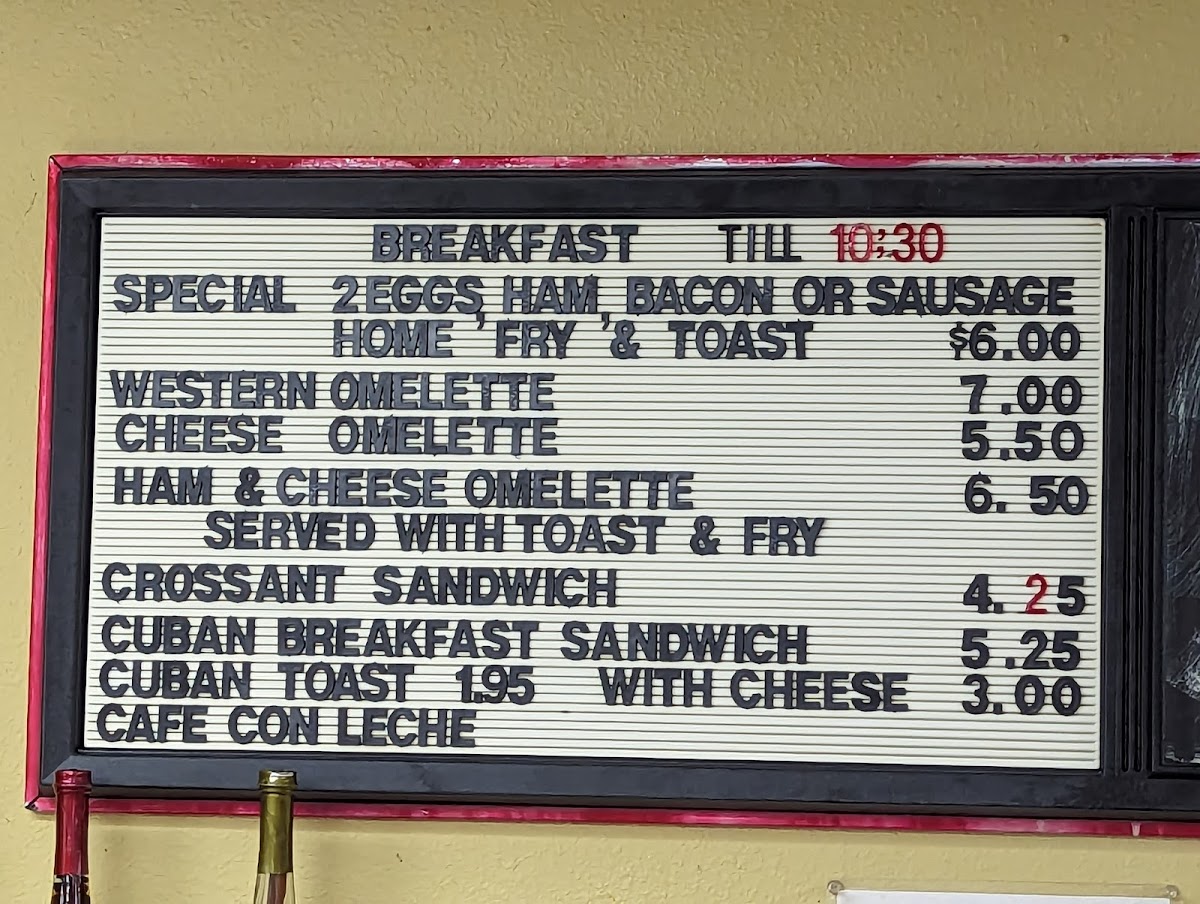 BREAKFAST TILL 10:30
SPECIAL 2 EGGS, HAM, BACON OR SAUSAGE
HOME FRY & TOAST $6.00
WESTERN OMELETTE 7.00
CHEESE OMELETTE 5.50
HAM & CHEESE OMELETTE 6.50
SERVED WITH TOAST & FRY
CROSSANT SANDWICH 4.25
CUBAN BREAKFAST SANDWICH 5.25
CUBAN TOAST 1.95 WITH CHEESE 3.00
CAFE CON LECHE